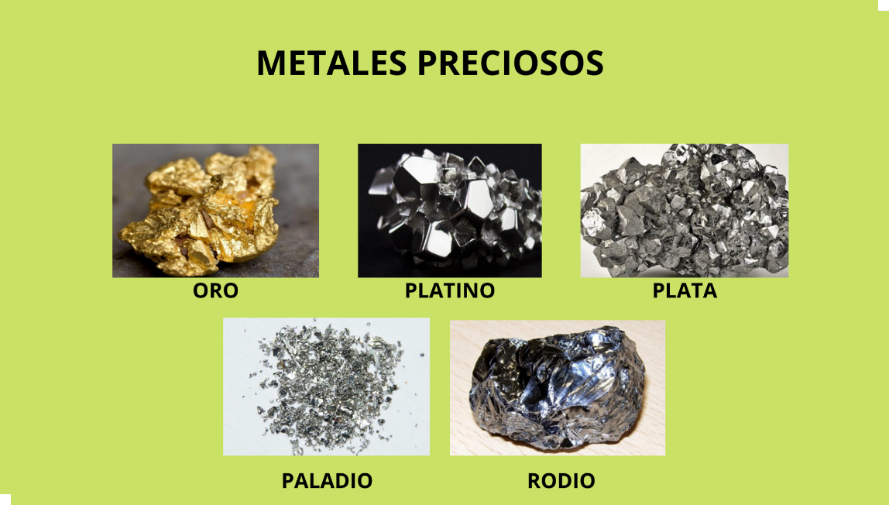 METALES PRECIOSOS
ORO
PLATINO
PLATA
PALADIO
RODIO